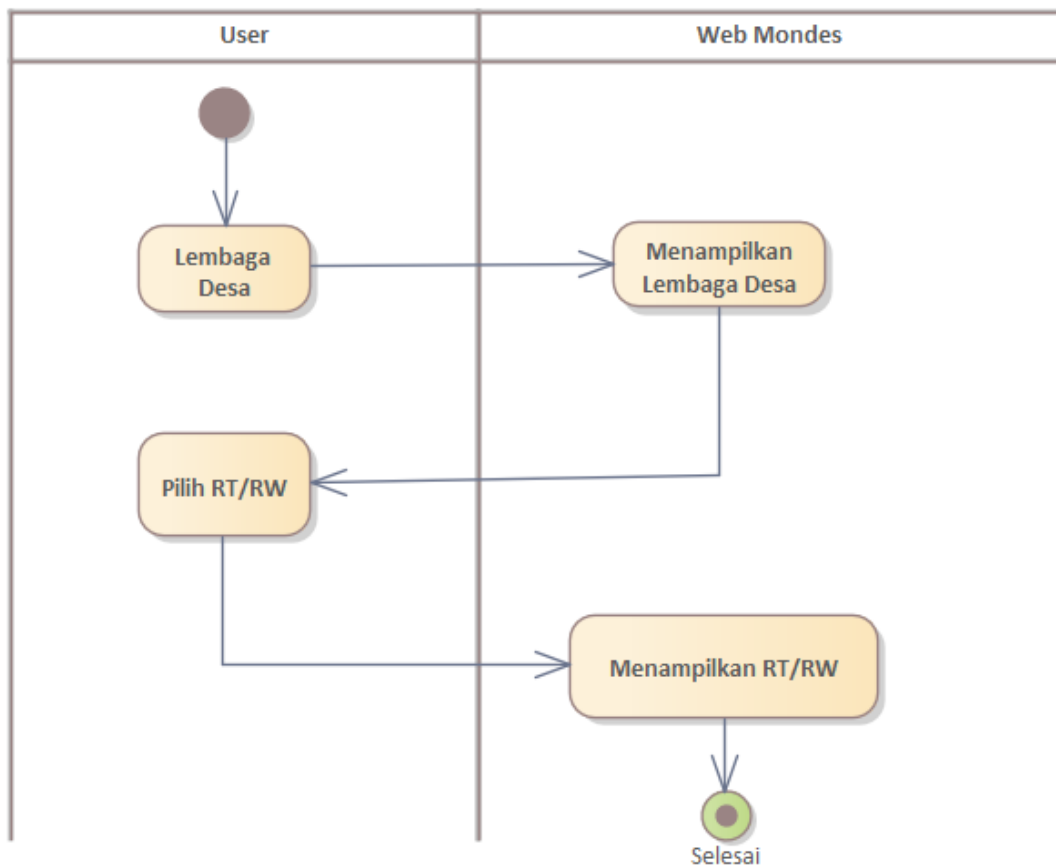 User
Web Mondes
Lembaga
Desa
Menampilkan
Lembaga Desa
Pilih RT/RW
Menampilkan RT/RW
Selesai